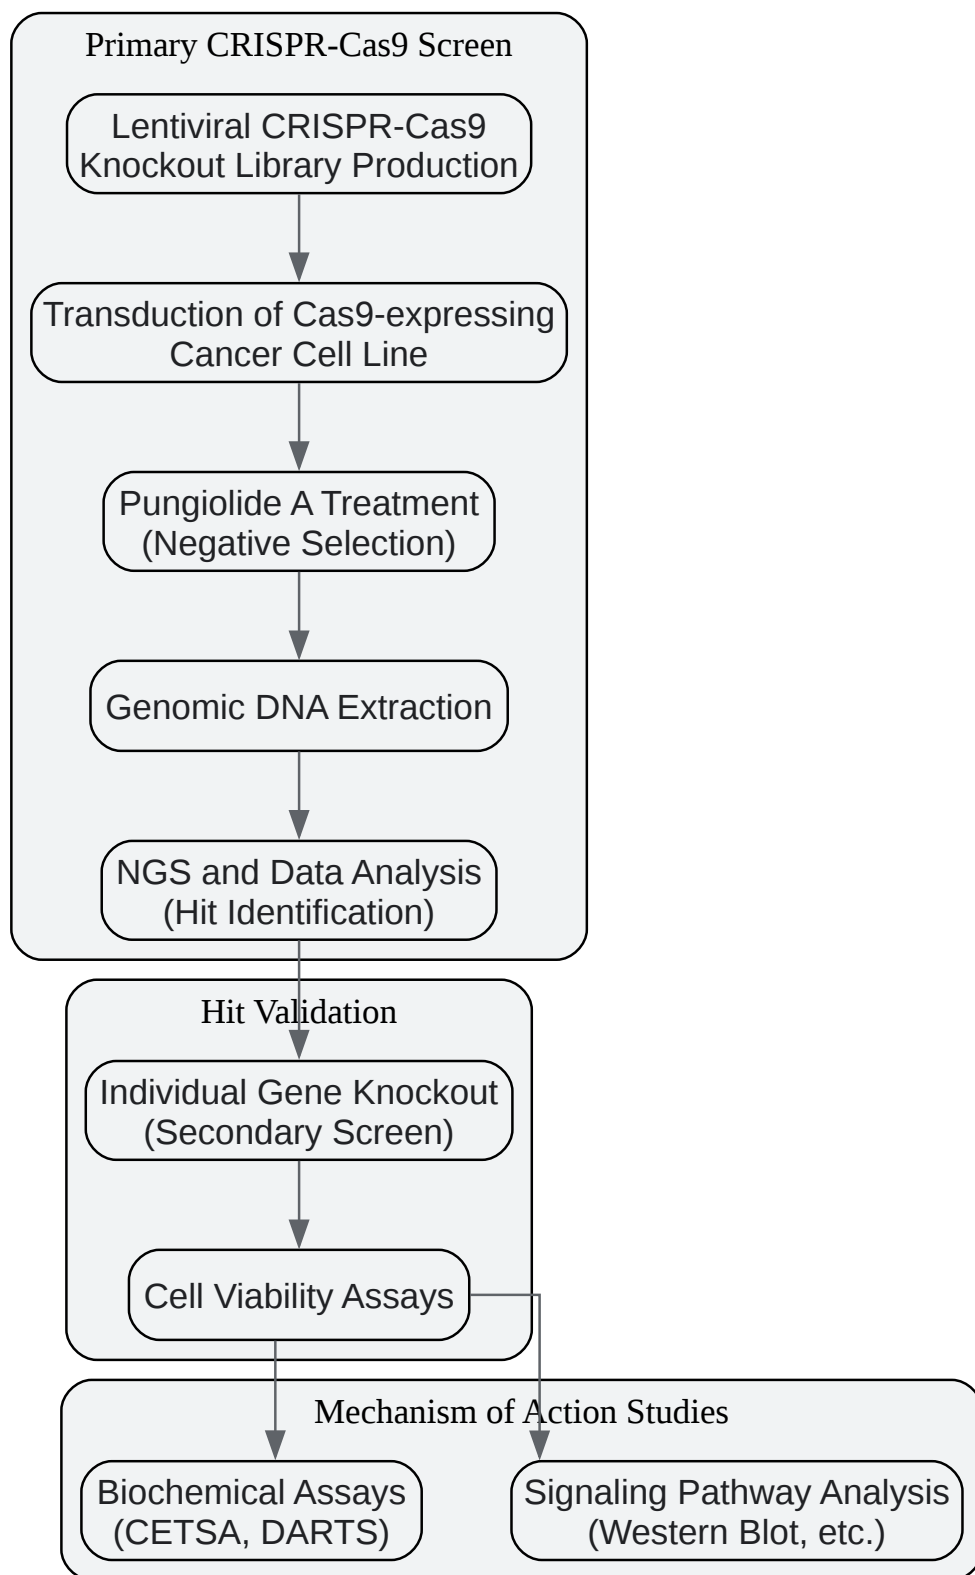 Primary CRISPR-Cas9 Screen
Lentiviral CRISPR-Cas9
Knockout Library Production
Transduction of Cas9-expressing
Cancer Cell Line
Pungiolide A Treatment
(Negative Selection)
Genomic DNA Extraction
NGS and Data Analysis
(Hit Identification)
Hit Validation
Individual Gene Knockout
(Secondary Screen)
Cell Viability Assays
Mechanism of Action Studies
Biochemical Assays
(CETSA, DARTS)
Signaling Pathway Analysis
(Western Blot, etc.)